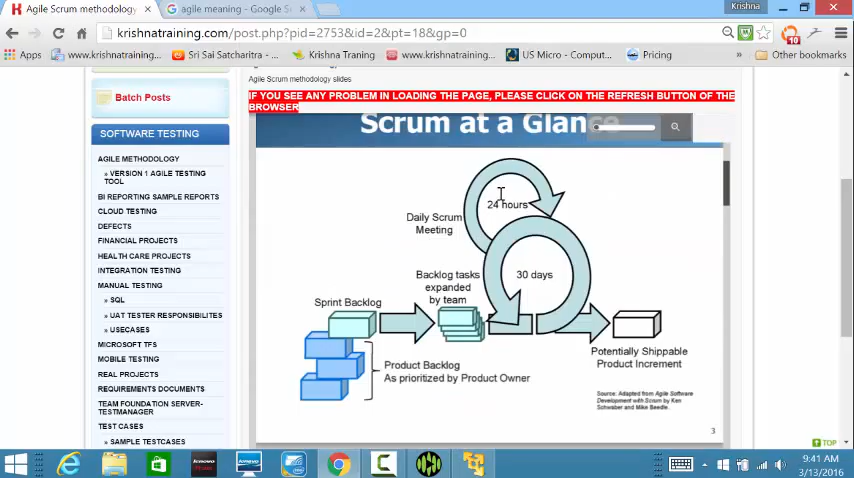 Krishna
Agile Scrum methodology
agile meaning - Google S
krishnatraining.com/post.php?pid=2753&id=2&pt=18&gp=0
Apps
www.krishnatraining.
Sri Sai Satcharitra - (
Krishna Traning
www.krishnatraining.
US Micro - Comput...
Pricing
Other bookmarks
10
Agile Scrum methodology slides
Batch Posts
IF YOU SEE ANY PROBLEM IN LOADING THE PAGE, PLEASE CLICK ON THE REFRESH BUTTON OF THE
BROWSER
SOFTWARE TESTING
AGILE METHODOLOGY
» VERSION 1 AGILE TESTING
TOOL
BI REPORTING SAMPLE REPORTS
CLOUD TESTING
DEFECTS
FINANCIAL PROJECTS
HEALTH CARE PROJECTS
INTEGRATION TESTING
MANUAL TESTING
» SQL
» UAT TESTER RESPONSIBILITES
» USECASES
MICROSOFT TFS
MOBILE TESTING
REAL PROJECTS
REQUIREMENTS DOCUMENTS
TEAM FOUNDATION SERVER-
TESTMANAGER
TEST CASES
» SAMPLE TESTCASES
Scrum at a Glance
24 hours
Daily Scrum
Meeting
Backlog tasks
expanded
by team
30 days
Sprint Backlog
Potentially Shippable
Product Increment
Product Backlog
As prioritized by Product Owner
Source: Adapted from Agile Software
Development with Scrum by Ken
Schwaber and Mike Beedle.
3
TOP
9:41 AM
3/13/2016